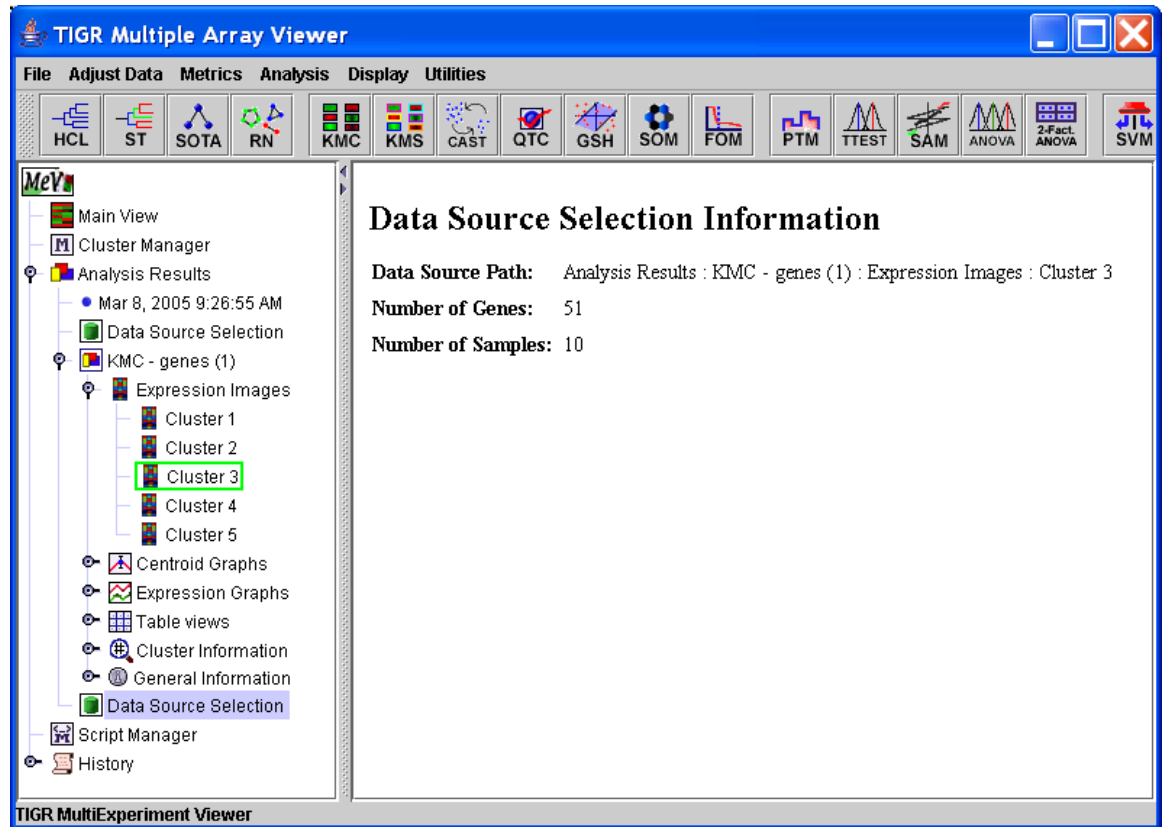 TIGR Multiple Array Viewer
File Adjust Data Metrics Analysis Display Utilities
HCL ST SOTA RN KMC KMS CAST QTC GSH SOM FOM PTM TTEST SAM ANOVA 2-Fact. ANOVA SVM
MeV
Main View
M Cluster Manager
Analysis Results
Mar 8, 2005 9:26:55 AM
Data Source Selection
KMC - genes (1)
Expression Images
Cluster 1
Cluster 2
Cluster 3
Cluster 4
Cluster 5
Centroid Graphs
Expression Graphs
Table views
# Cluster Information
General Information
Data Source Selection
Script Manager
History
Data Source Selection Information
Data Source Path: Analysis Results : KMC - genes (1) : Expression Images : Cluster 3
Number of Genes: 51
Number of Samples: 10
TIGR MultiExperiment Viewer